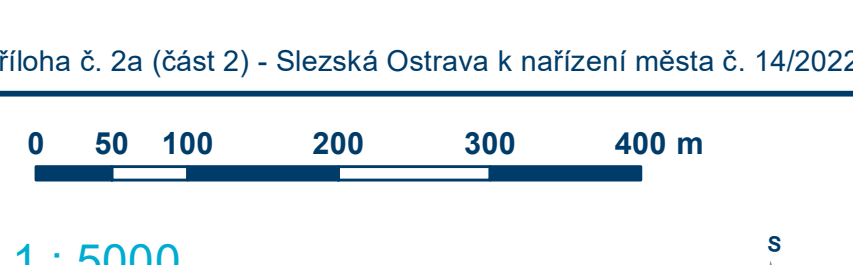 říloha č. 2a (část 2) - Slezská Ostrava k nařízení města č. 14/2022
0 50 100 200 300 400 m
S
1 : 5000